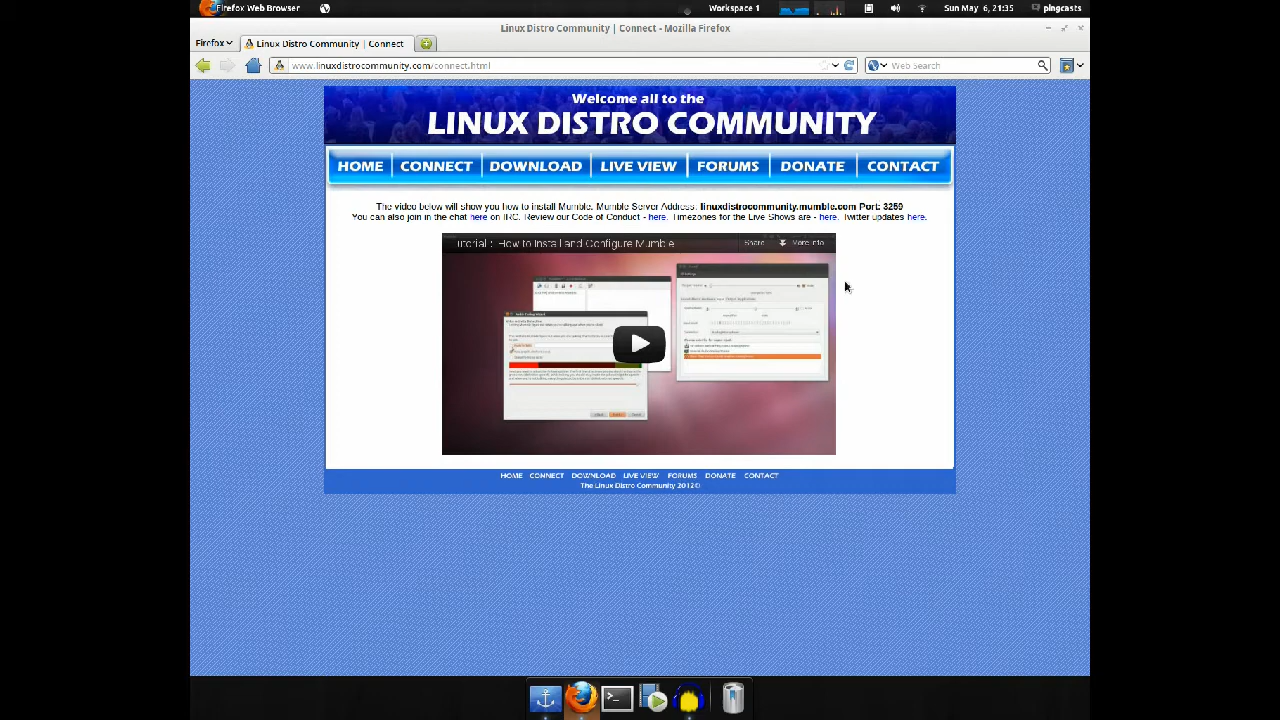 Firefox Web Browser
Workspace 1
Sun May 6, 21:35
pingcasts
Linux Distro Community | Connect - Mozilla Firefox
Firefox
Linux Distro Community | Connect
www.linuxdistrocommunity.com/connect.html
Web Search
Welcome all to the
LINUX DISTRO COMMUNITY
HOME CONNECT DOWNLOAD LIVE VIEW FORUMS DONATE CONTACT
The video below will show you how to install Mumble. Mumble Server Address: linuxdistrocommunity.mumble.com Port: 3259
You can also join in the chat here on IRC. Review our Code of Conduct - here. Timezones for the Live Shows are - here. Twitter updates here.
utorial : How to Install and Configure Mumble
Share
More info
HOME CONNECT DOWNLOAD LIVE VIEW FORUMS DONATE CONTACT
The Linux Distro Community 2012©